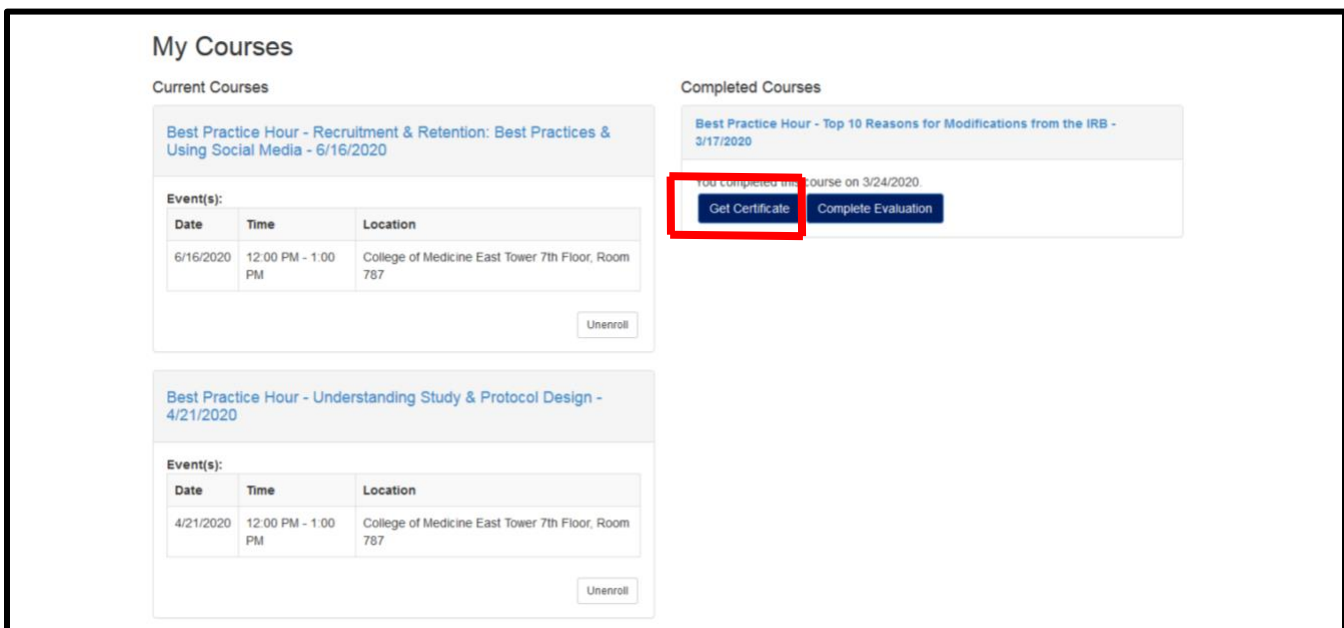 My Courses
Current Courses
Best Practice Hour - Recruitment & Retention: Best Practices &
Using Social Media - 6/16/2020
Event(s):
Date Time Location
6/16/2020 12:00 PM - 1:00 College of Medicine East Tower 7th Floor, Room
PM 787
Unenroll
Best Practice Hour - Understanding Study & Protocol Design -
4/21/2020
Event(s):
Date Time Location
4/21/2020 12:00 PM - 1:00 College of Medicine East Tower 7th Floor, Room
PM 787
Unenroll
Completed Courses
Best Practice Hour - Top 10 Reasons for Modifications from the IRB -
3/17/2020
You completed this course on 3/24/2020.
Get Certificate Complete Evaluation